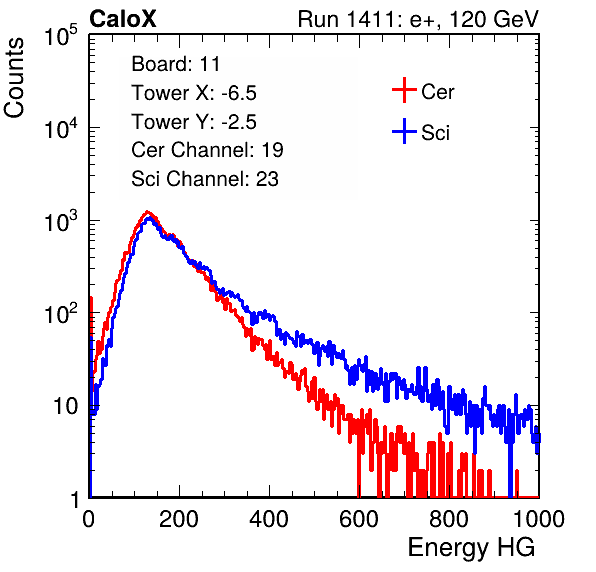 CaloX Run 1411: e+, 120 GeV
Counts
Board: 11
Tower X: -6.5
Tower Y: -2.5
Cer Channel: 19
Sci Channel: 23
Cer
Sci
10^5
10^4
10^3
10^2
10
1
0 200 400 600 800 1000
Energy HG